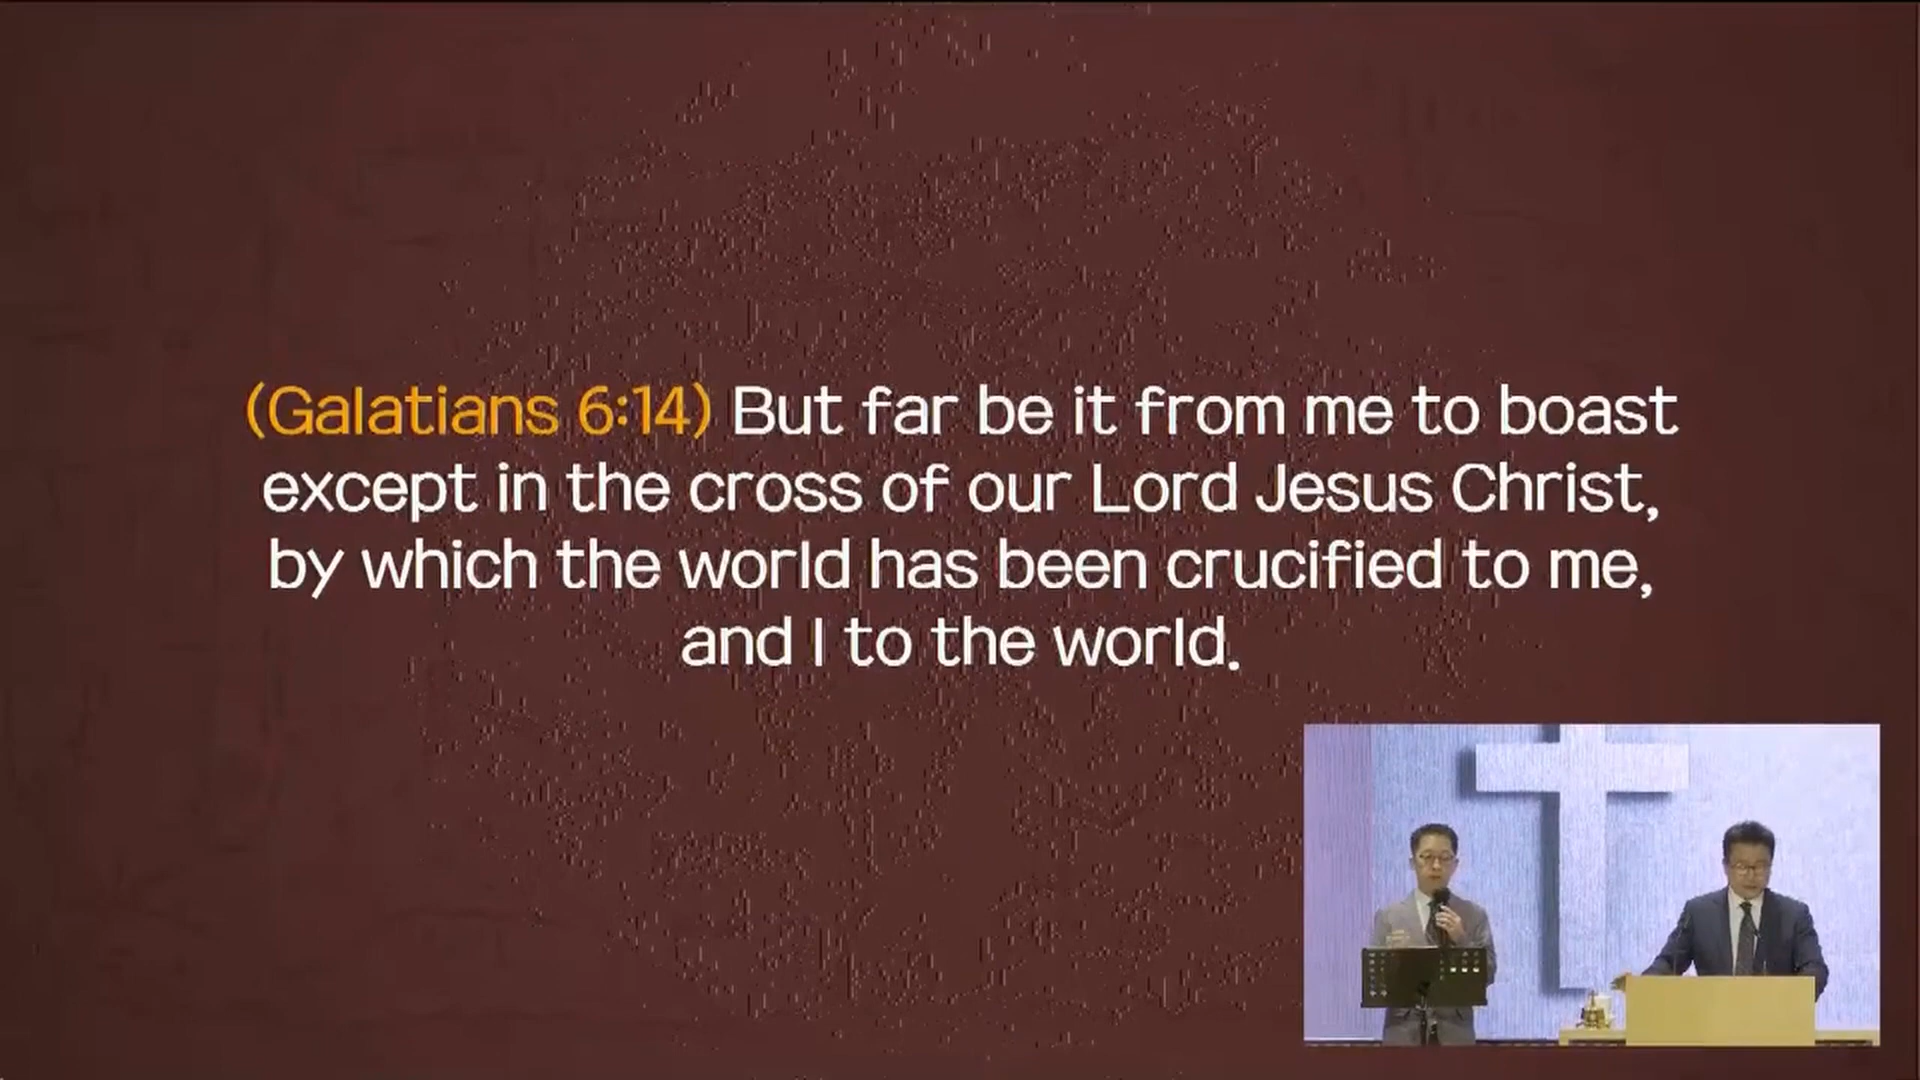 (Galatians 6:14) But far be it from me to boast
except in the cross of our Lord Jesus Christ,
by which the world has been crucified to me,
and I to the world.